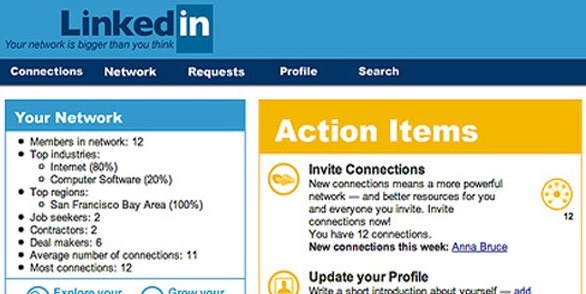 Linkedin
Your network is bigger than you think
Connections Network Requests Profile Search
Your Network
Members in network: 12
Top industries:
Internet (80%)
Computer Software (20%)
Top regions:
San Francisco Bay Area (100%)
Job seekers: 2
Contractors: 2
Deal makers: 6
Average number of connections: 11
Most connections: 12
Explore your
Grow your
Action Items
Invite Connections
New connections means a more powerful
network — and better resources for you
and everyone you invite. Invite
connections now!
You have 12 connections.
New connections this week: Anna Bruce
12
Update your Profile
Write a short introduction about yourself — add